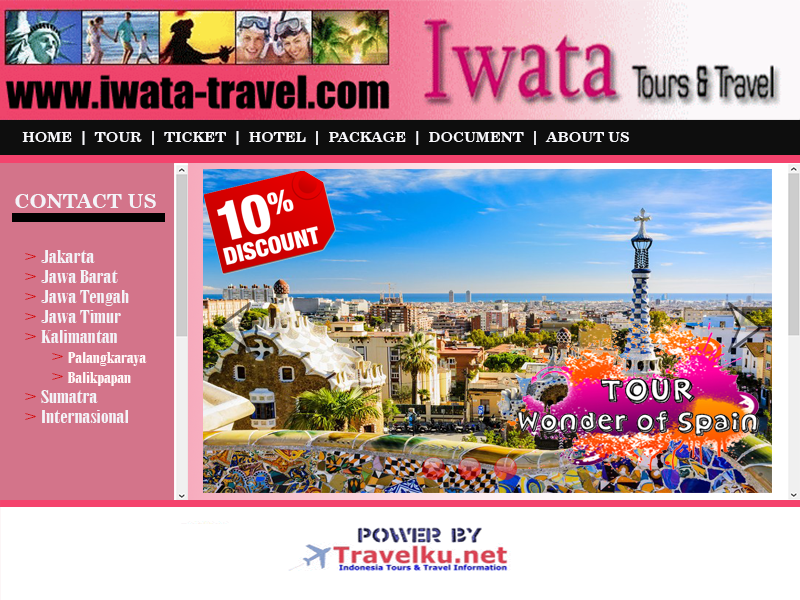 Iwata Tours & Travel
www.iwata-travel.com
HOME | TOUR | TICKET | HOTEL | PACKAGE | DOCUMENT | ABOUT US
CONTACT US
> Jakarta
> Jawa Barat
> Jawa Tengah
> Jawa Timur
> Kalimantan
> Palangkaraya
> Balikpapan
> Sumatra
> Internasional
10%
DISCOUNT
TOUR
Wonder of Spain
POWER BY
Travelku.net
Indonesia Tours & Travel Information